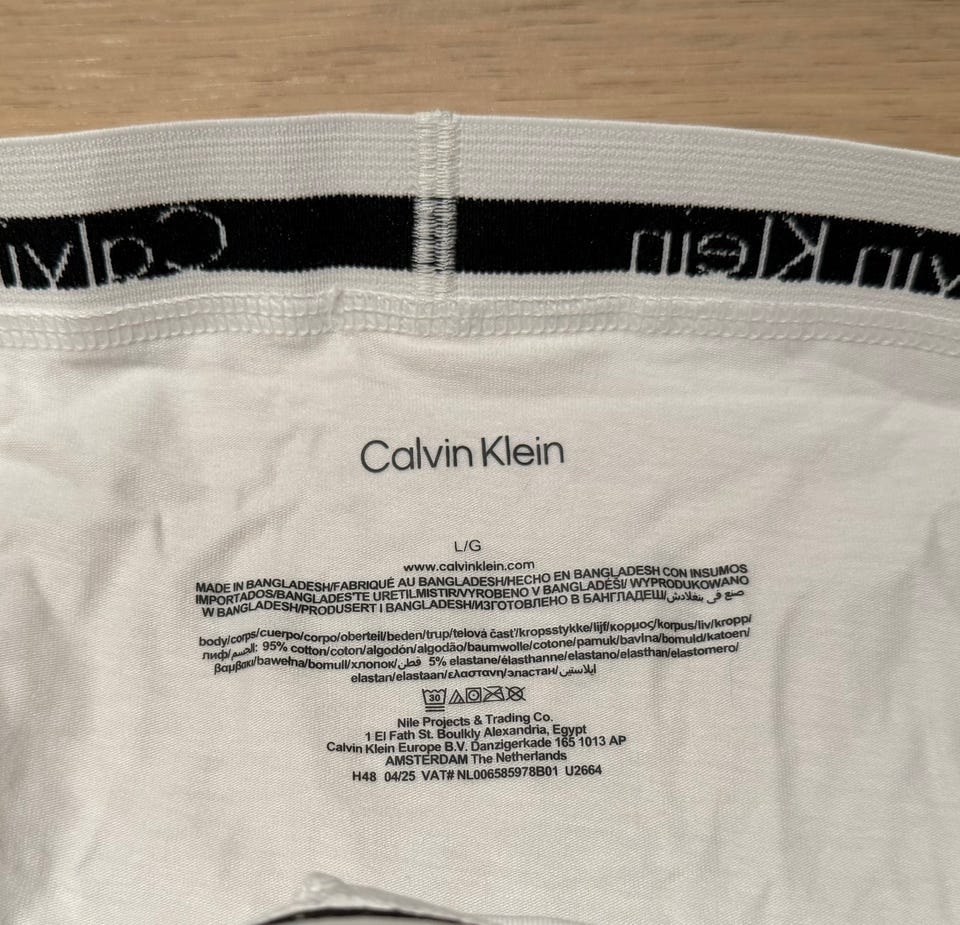 Calvin Klein
L/G
www.calvinklein.com
MADE IN BANGLADESH/FABRIQUÉ AU BANGLADESH/HECHO EN BANGLADESH CON INSUMOS
IMPORTADOS/BANGLADES'TE URETILMISTIR/VYROBENO V BANGLADÉSI/ WYPRODUKOWANO
W BANGLADESH/PRODUSERT I BANGLADESH/ИЗГОТОВЛЕНО В БАНГЛАДЕШ/صنع في بنغلادش
body/corps/cuerpo/corpo/oberteil/beden/trup/telová časť/kropsstykke/lijf/κορμος/korpus/liv/kropp/
лиф/الجسم: 95% cotton/coton/algodón/algodão/baumwolle/cotone/pamuk/bavlna/bomuld/katoen/
βαμβακι/bawełna/bomull/хлопок/قطن 5% elastane/élasthanne/elastano/elasthan/elastomero/
elastan/elastaan/ελαστανη/эластан/ايلاستين
30
Nile Projects & Trading Co.
1 El Fath St. Boulkly Alexandria, Egypt
Calvin Klein Europe B.V. Danzigerkade 165 1013 AP
AMSTERDAM The Netherlands
H48 04/25 VAT# NL006585978B01 U2664
Calvin
vin Klein